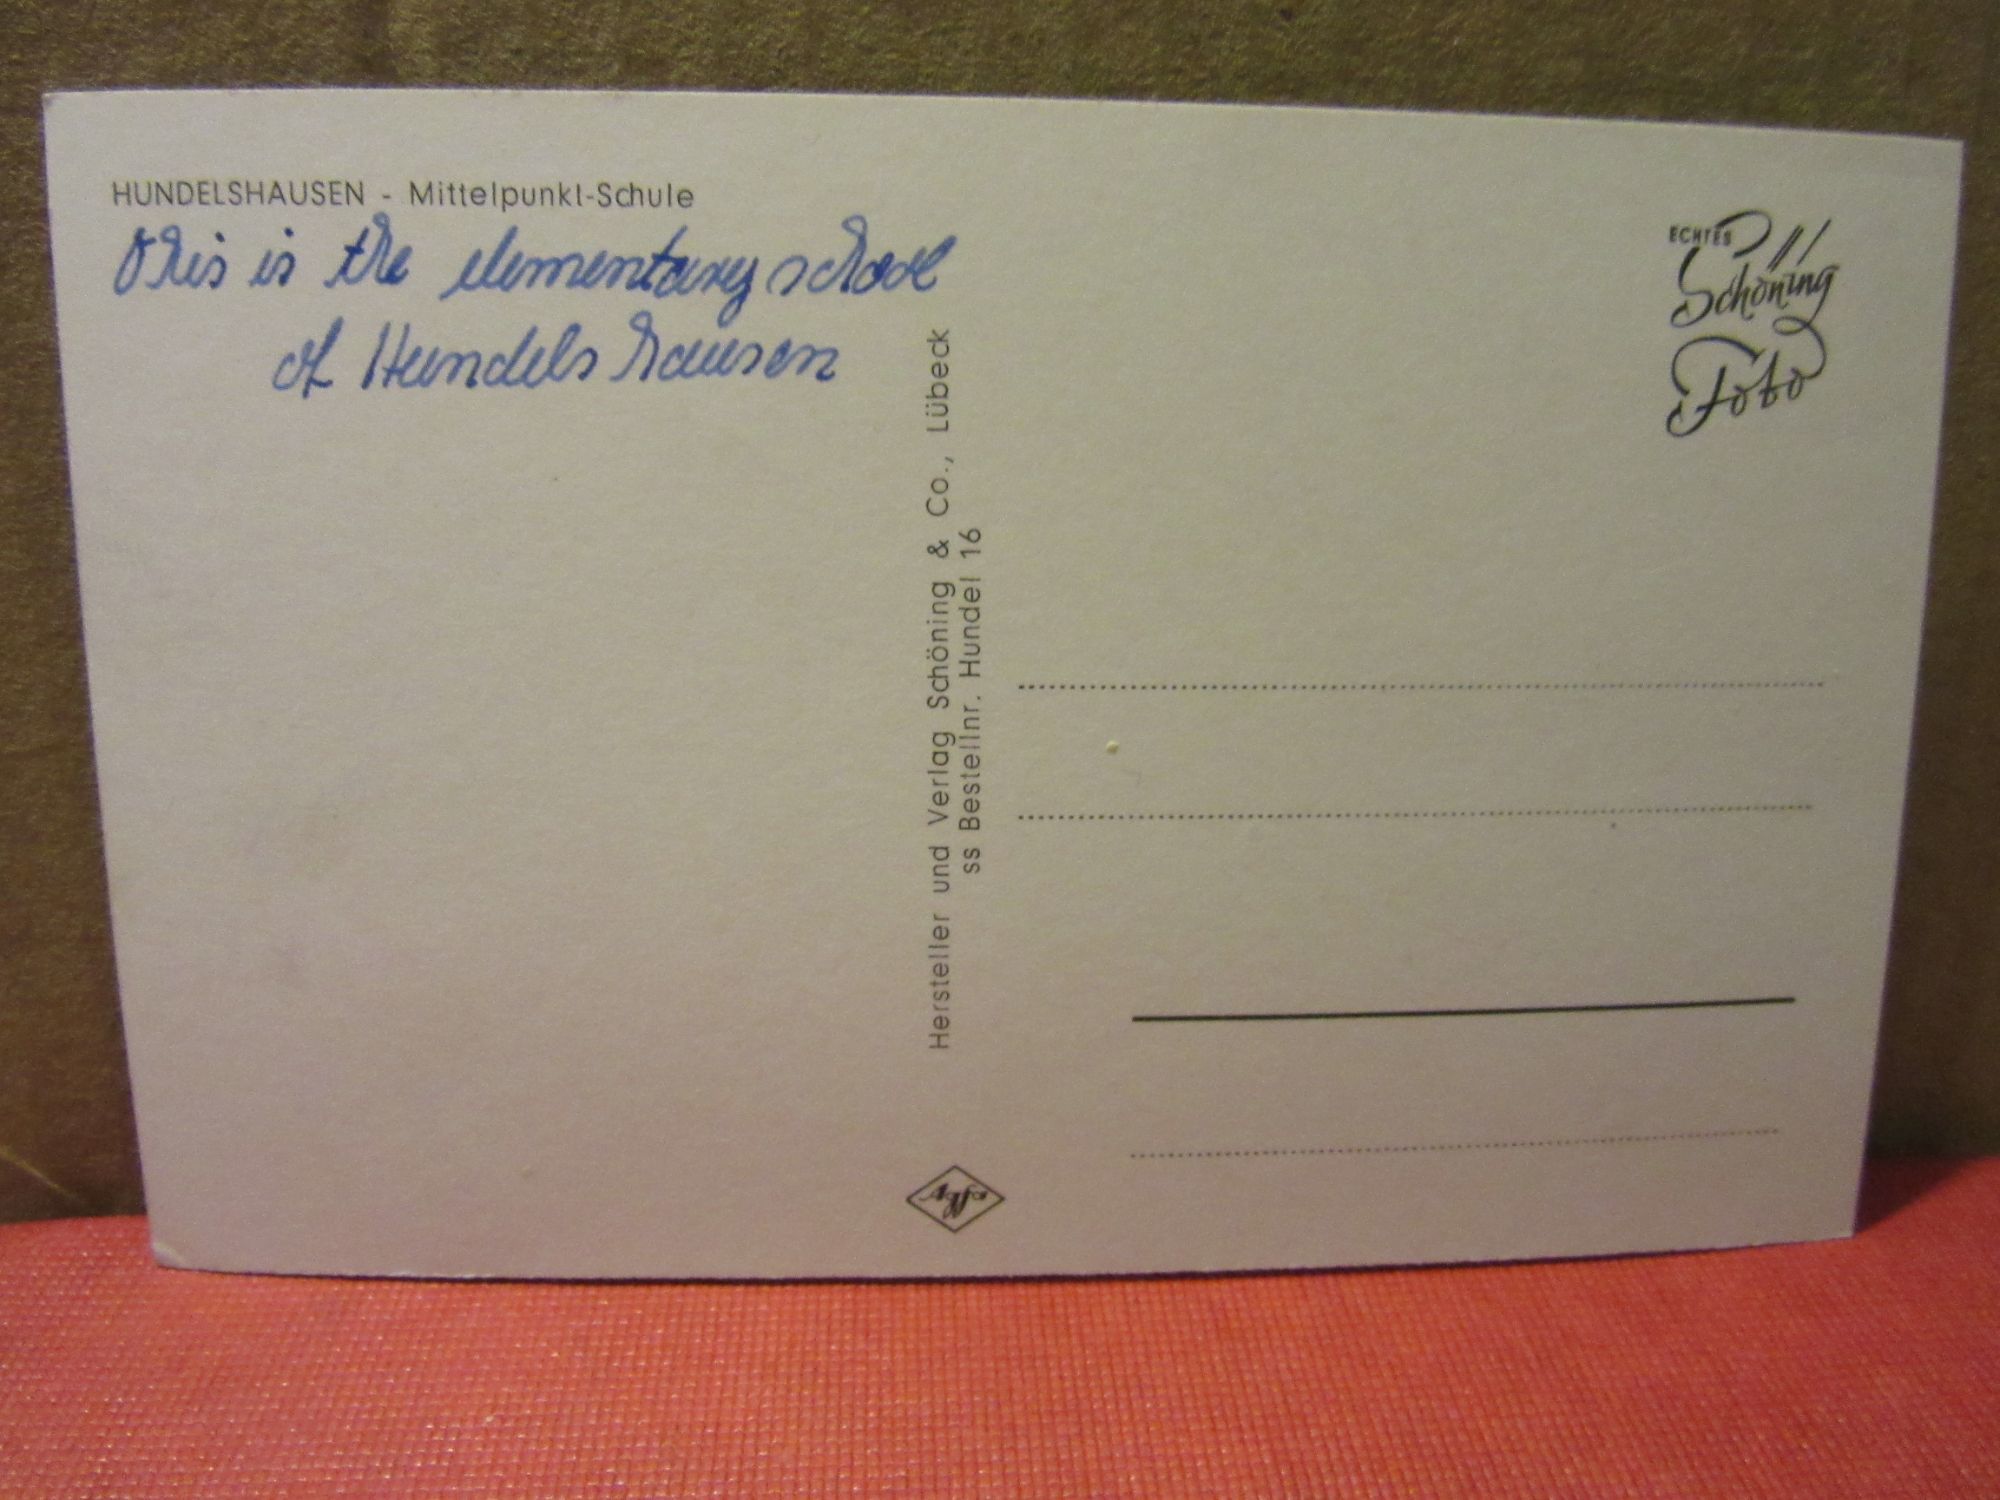 HUNDELSHAUSEN - Mittelpunkt-Schule
This is the elementary school
of Hundelshausen
Hersteller und Verlag Schöning & Co., Lübeck
ss Bestellnr. Hundel 16
ECHTES
Schöning
Foto
Agfa